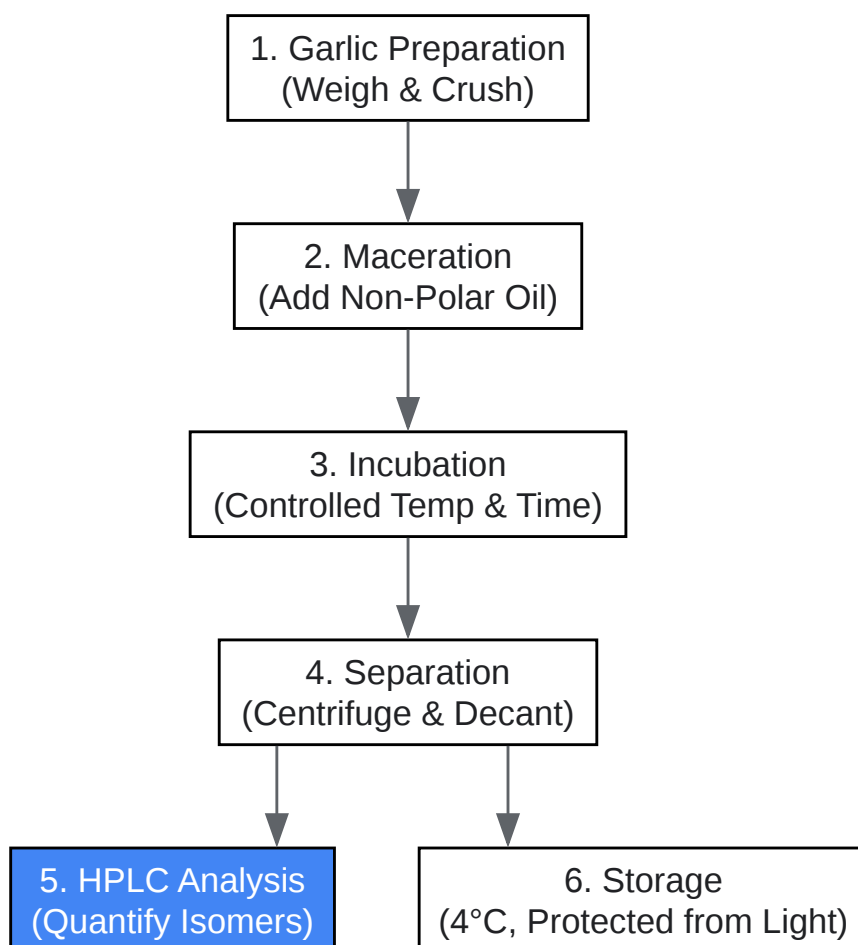 1. Garlic Preparation
(Weigh & Crush)
2. Maceration
(Add Non-Polar Oil)
3. Incubation
(Controlled Temp & Time)
4. Separation
(Centrifuge & Decant)
5. HPLC Analysis
(Quantify Isomers)
6. Storage
(4°C, Protected from Light)